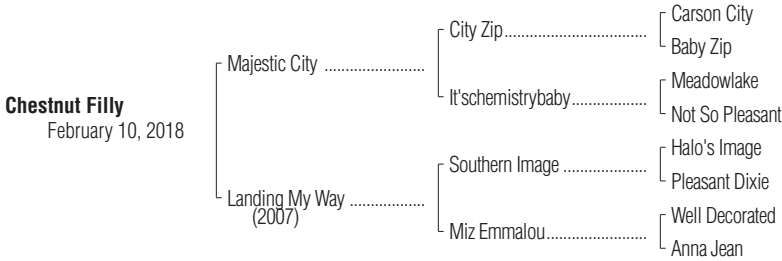 Chestnut Filly
February 10, 2018
Majestic City ........................
Landing My Way ..................
(2007)
City Zip..................................
It'schemistrybaby..................
Southern Image ....................
Miz Emmalou........................
Carson City
Baby Zip
Meadowlake
Not So Pleasant
Halo's Image
Pleasant Dixie
Well Decorated
Anna Jean